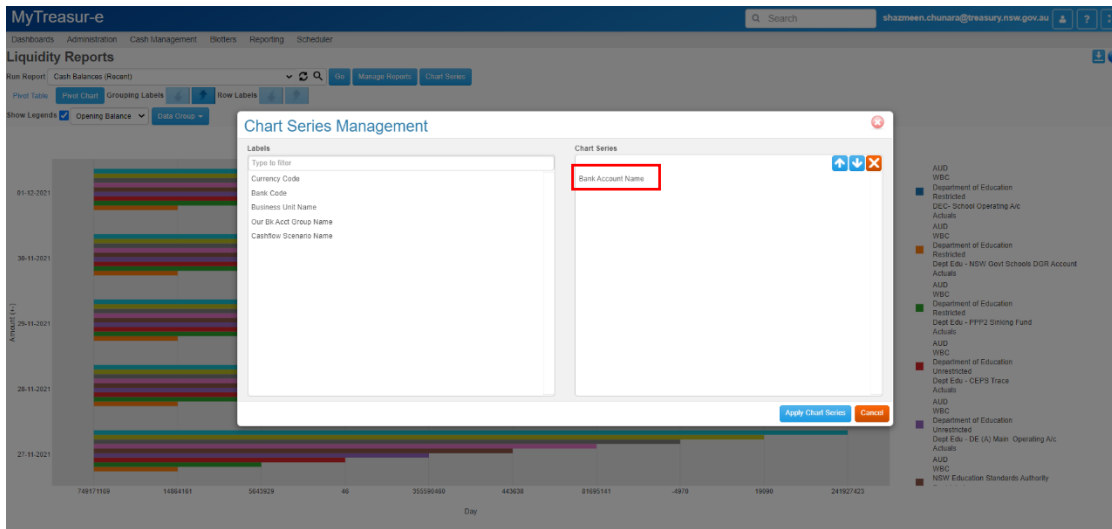 MyTreasur-e
Search
shazmeen.chunara@treasury.nsw.gov.au
?
Dashboards Administration Cash Management Blotters Reporting Scheduler
Liquidity Reports
Run Report Cash Balances (Recent) Go Manage Reports Chart Series
Pivot Table Pivot Chart Grouping Labels Row Labels
Show Legends Opening Balance Data Group
Chart Series Management
Labels
Type to filter
Currency Code
Bank Code
Business Unit Name
Our Bk Acct Group Name
Cashflow Scenario Name
Chart Series
Bank Account Name
Apply Chart Series Cancel
Amount (+-)
01-12-2021
30-11-2021
29-11-2021
28-11-2021
27-11-2021
749171109 14864161 5642929 46 355590480 443638 81695141 -4970 19090 241927423
Day
AUD
WBC
Department of Education
Restricted
DEC- School Operating A/c
Actuals
AUD
WBC
Department of Education
Restricted
Dept Edu - NSW Govt Schools DGR Account
Actuals
AUD
WBC
Department of Education
Restricted
Dept Edu - PPP2 Sinking Fund
Actuals
AUD
WBC
Department of Education
Unrestricted
Dept Edu - CEPS Trace
Actuals
AUD
WBC
Department of Education
Unrestricted
Dept Edu - DE (A) Main Operating A/c
Actuals
AUD
WBC
NSW Education Standards Authority